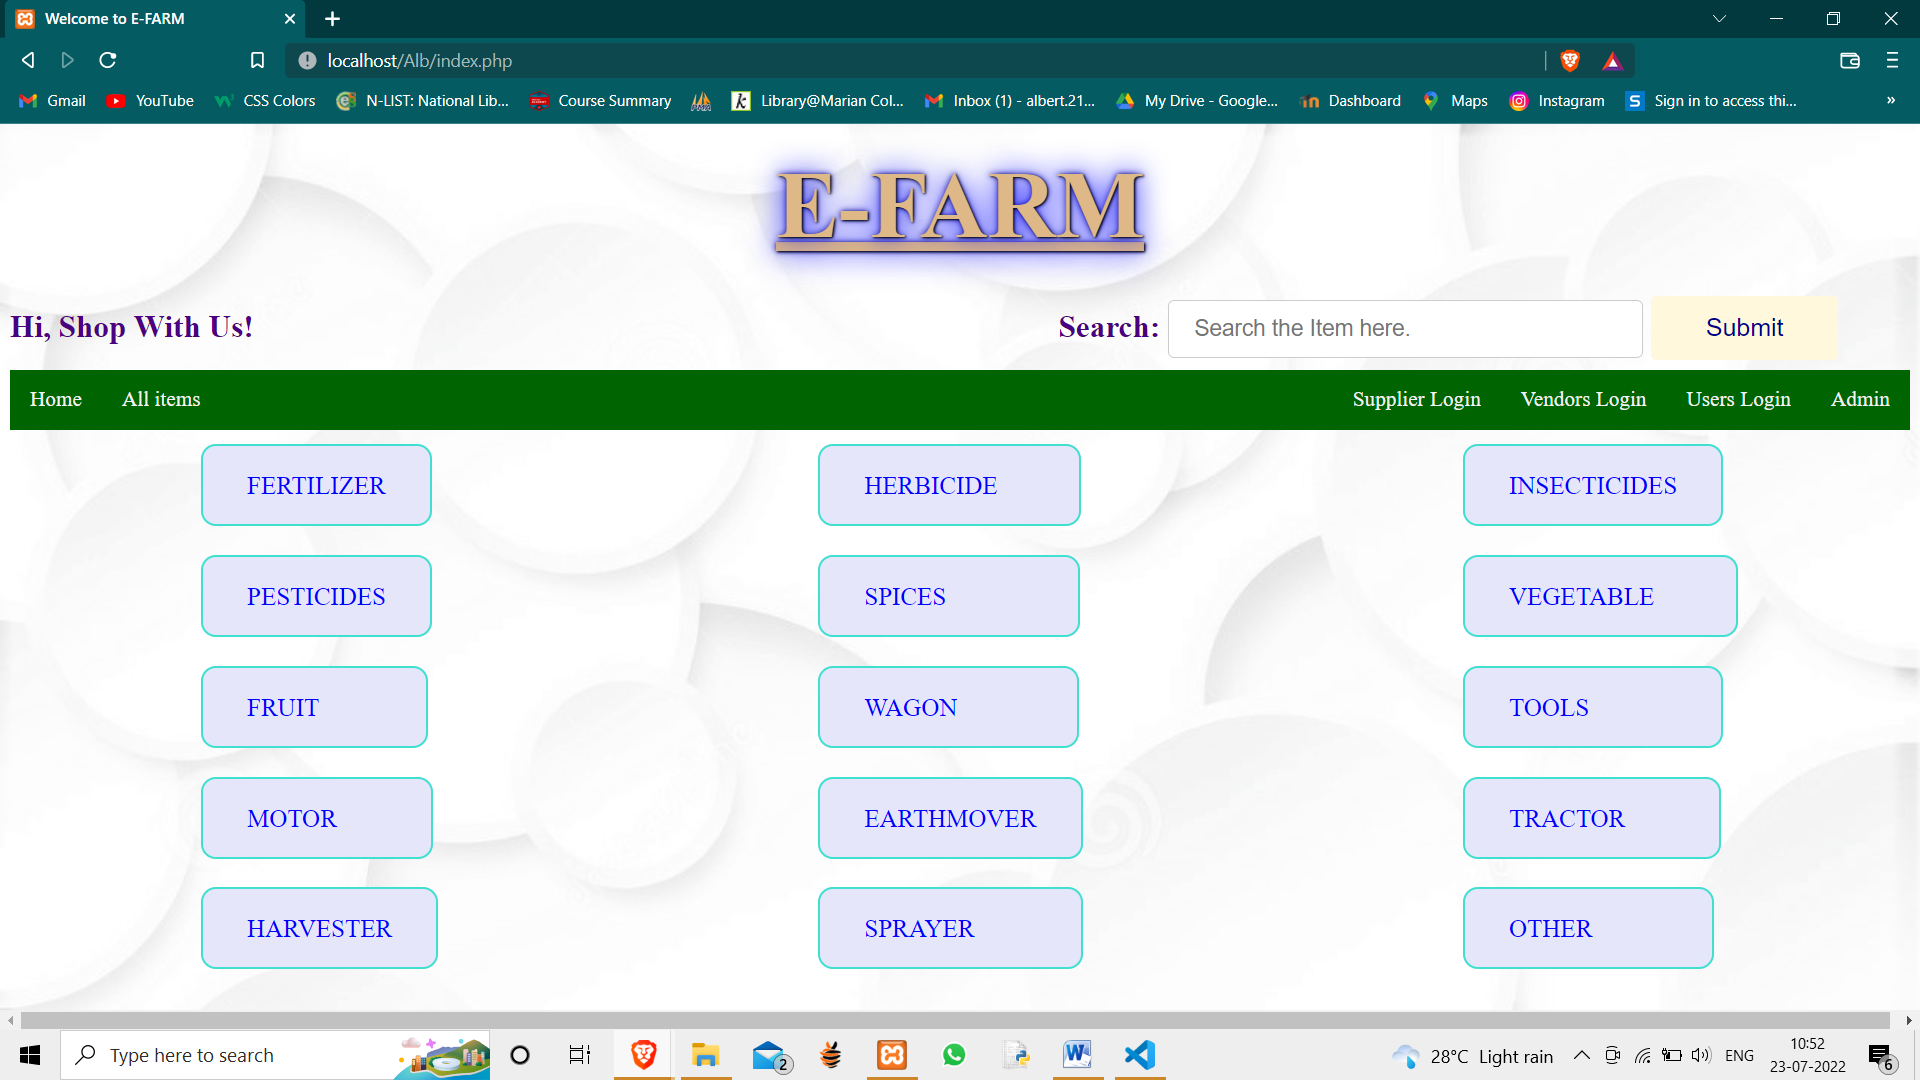 Welcome to E-FARM
localhost/Alb/index.php
Gmail YouTube CSS Colors N-LIST: National Lib... Course Summary Library@Marian Col... Inbox (1) - albert.21... My Drive - Google... Dashboard Maps Instagram Sign in to access thi... »
E-FARM
Hi, Shop With Us! Search: Search the Item here. Submit
Home All items Supplier Login Vendors Login Users Login Admin
FERTILIZER HERBICIDE INSECTICIDES
PESTICIDES SPICES VEGETABLE
FRUIT WAGON TOOLS
MOTOR EARTHMOVER TRACTOR
HARVESTER SPRAYER OTHER
Type here to search 2 28°C Light rain ENG 10:52
23-07-2022 6